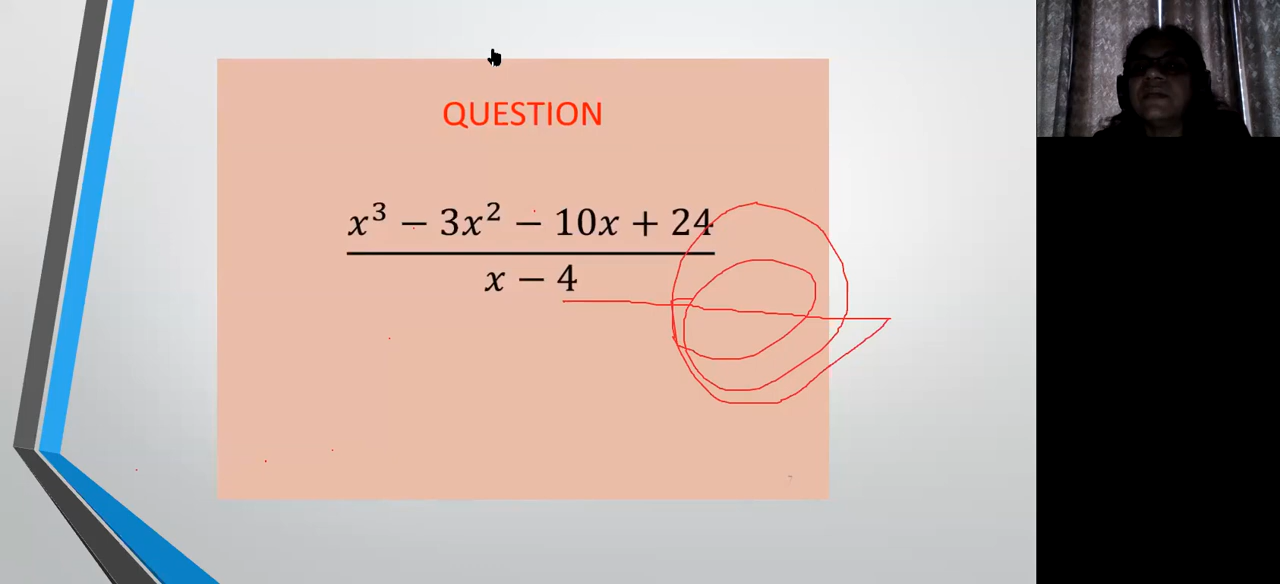 QUESTION
x³ − 3x² − 10x + 24
x − 4